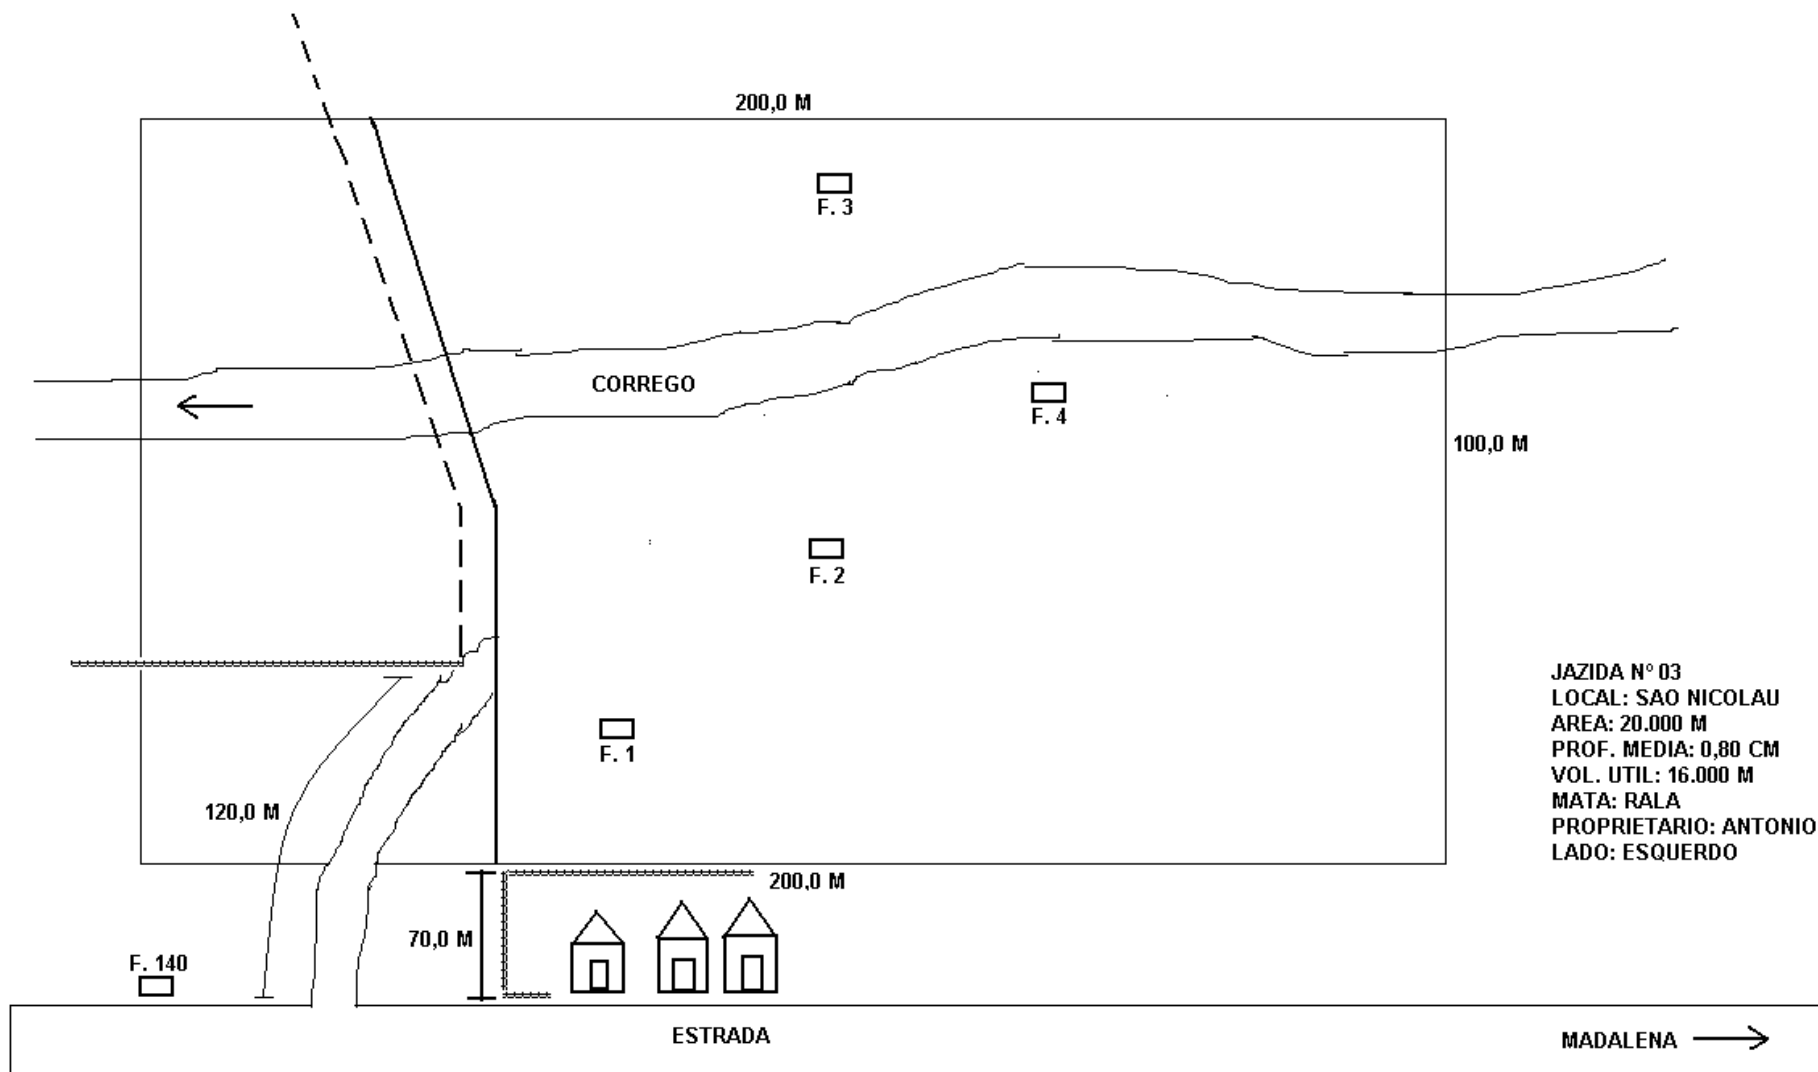 200,0 M
F. 3
CORREGO
F. 4
100,0 M
F. 2
JAZIDA Nº 03
LOCAL: SAO NICOLAU
AREA: 20.000 M
PROF. MEDIA: 0,80 CM
VOL. UTIL: 16.000 M
MATA: RALA
PROPRIETARIO: ANTONIO
LADO: ESQUERDO
F. 1
120,0 M
200,0 M
70,0 M
F. 140
ESTRADA
MADALENA